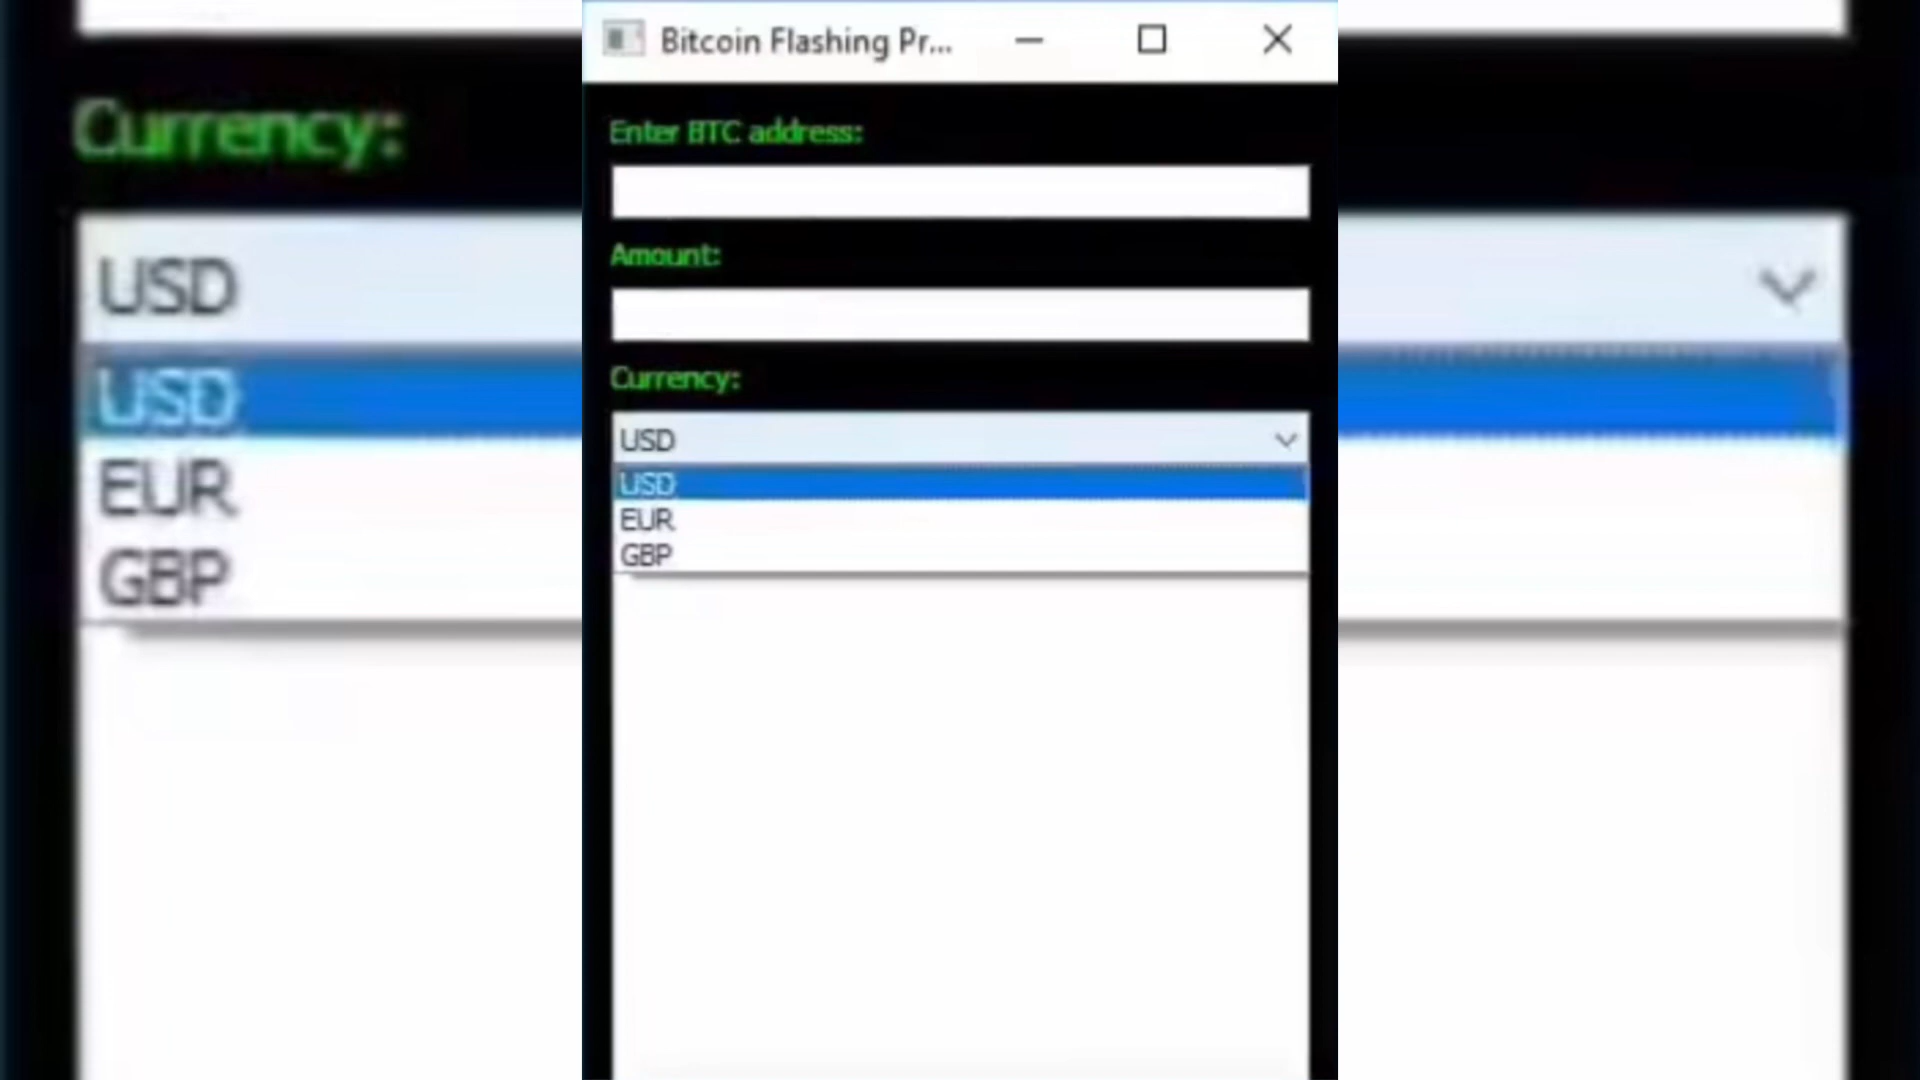 Bitcoin Flashing Pr...
Enter BTC address:
Amount:
Currency:
USD
USD
EUR
GBP
Currency:
USD
USD
EUR
GBP